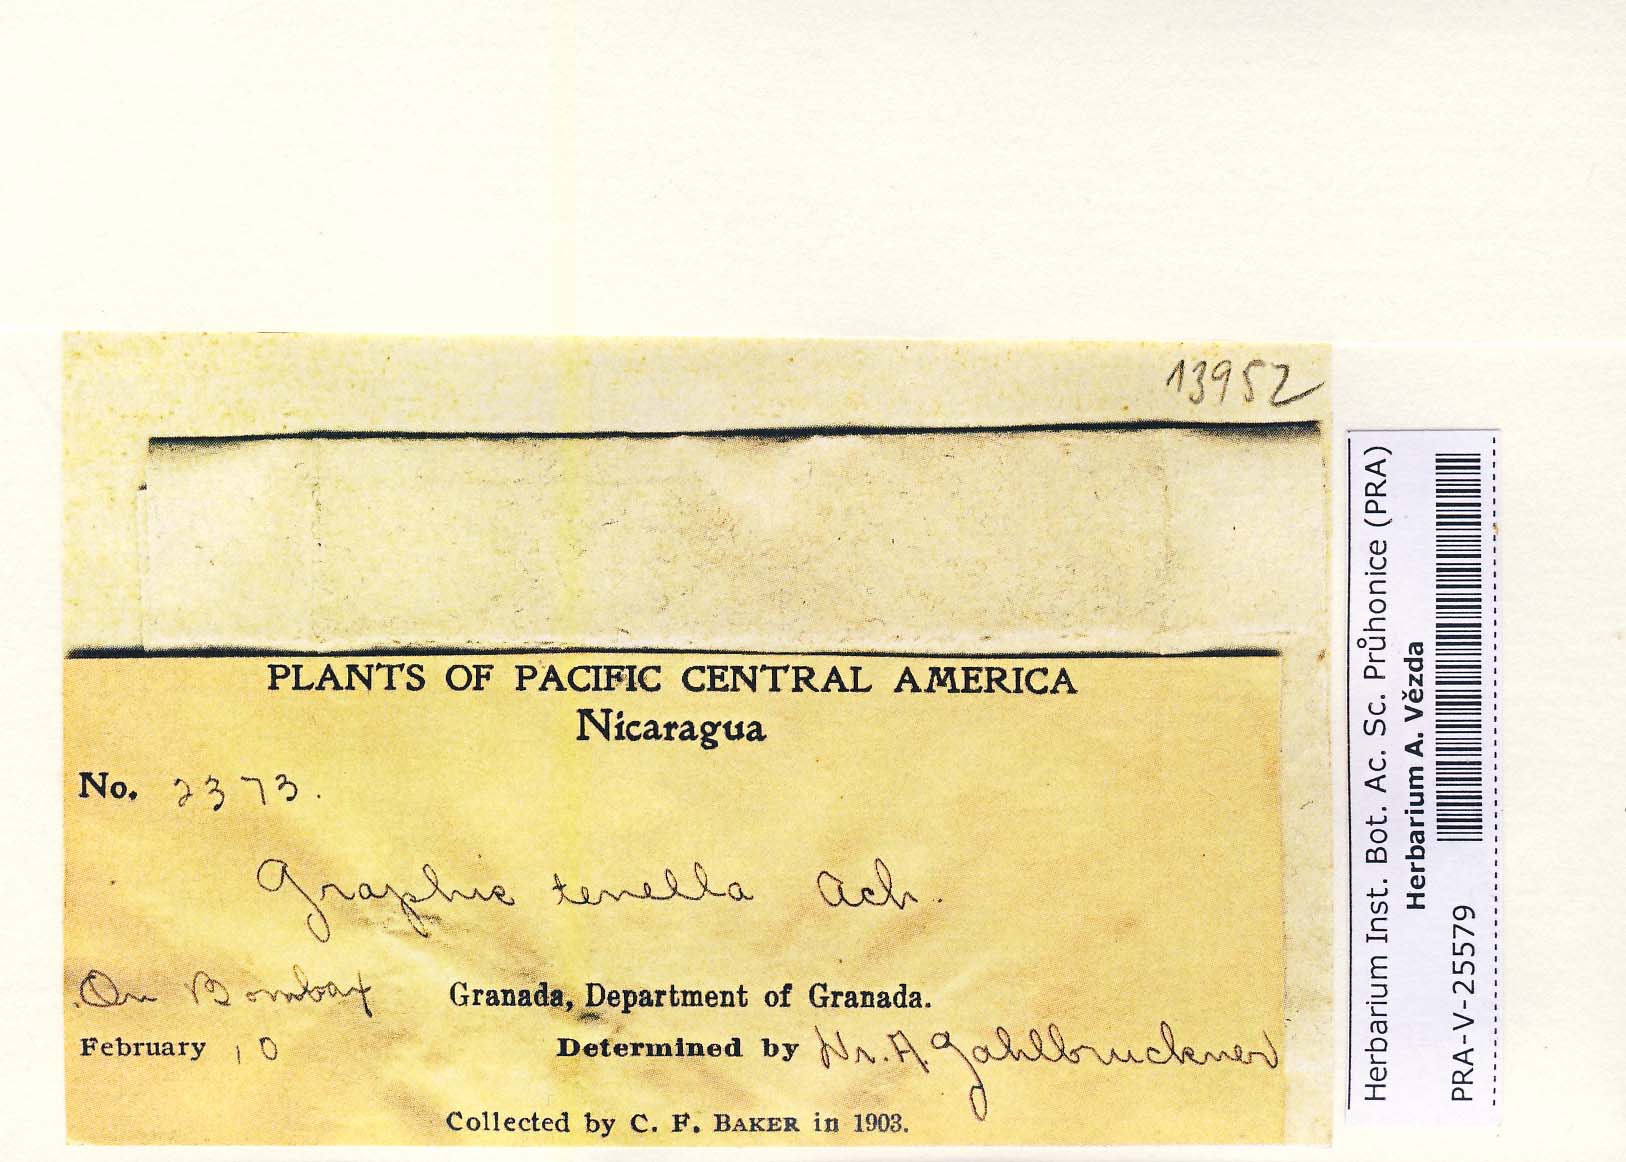 13952
PLANTS OF PACIFIC CENTRAL AMERICA
Nicaragua
No. 2373.
Graphis tenella Ach.
On Bombax Granada, Department of Granada.
February 10 Determined by Dr. A. Zahlbruckner
Collected by C. F. BAKER in 1903.
Herbarium Inst. Bot. Ac. Sc. Průhonice (PRA)
Herbarium A. Vězda
PRA-V-25579